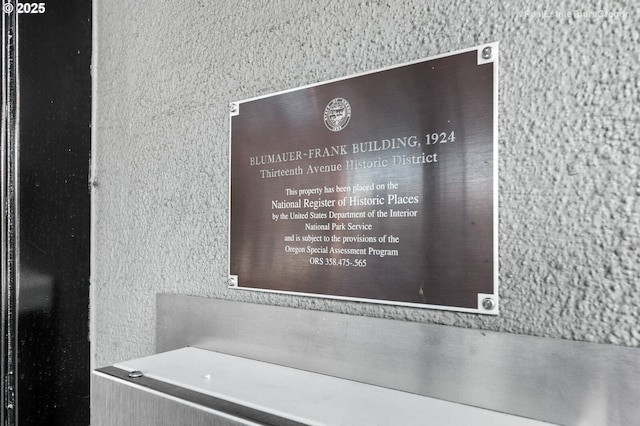 © 2025
BLUMAUER-FRANK BUILDING, 1924
Thirteenth Avenue Historic District
This property has been placed on the
National Register of Historic Places
by the United States Department of the Interior
National Park Service
and is subject to the provisions of the
Oregon Special Assessment Program
ORS 358.475-.565